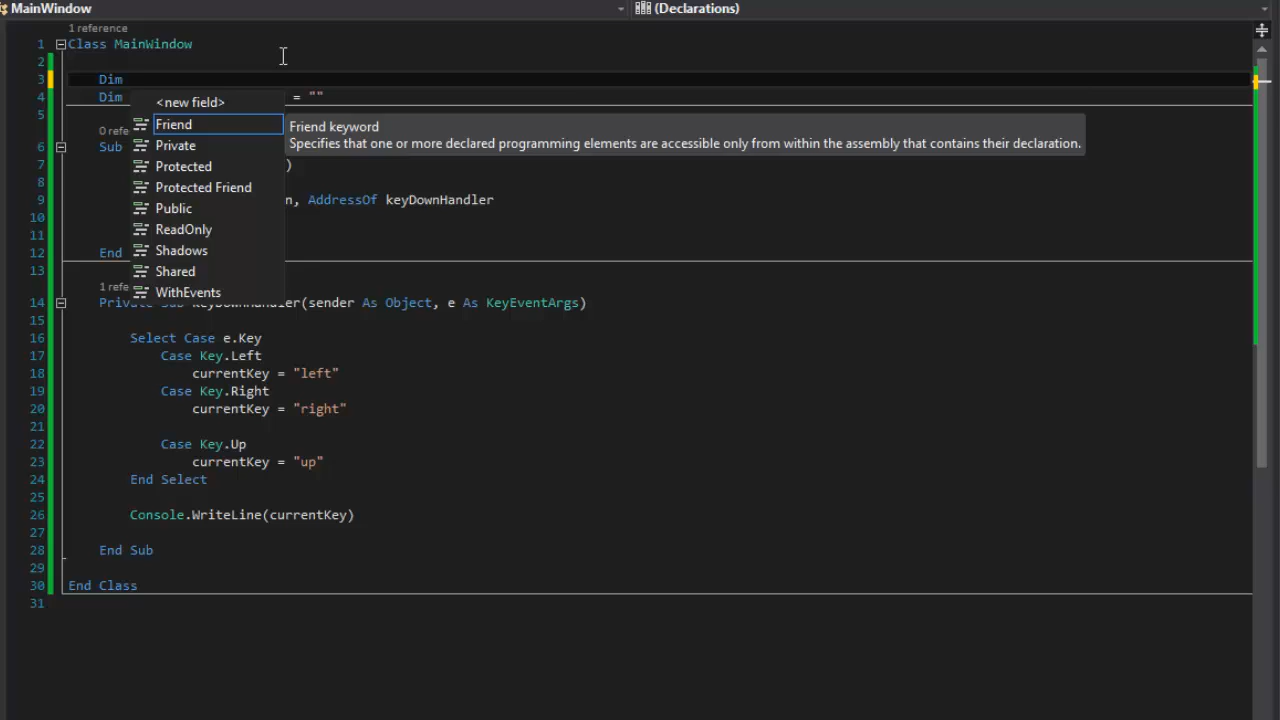 MainWindow
(Declarations)
1 reference
1 Class MainWindow
2
3 Dim
4 Dim = ""
<new field>
Friend
Private
Protected
Protected Friend
Public
ReadOnly
Shadows
Shared
WithEvents
Friend keyword
Specifies that one or more declared programming elements are accessible only from within the assembly that contains their declaration.
5
0 refe
6 Sub
7 )
8
9 n, AddressOf keyDownHandler
10
11
12 End
13
1 refe
14 Private Sub keyDownHandler(sender As Object, e As KeyEventArgs)
15
16 Select Case e.Key
17 Case Key.Left
18 currentKey = "left"
19 Case Key.Right
20 currentKey = "right"
21
22 Case Key.Up
23 currentKey = "up"
24 End Select
25
26 Console.WriteLine(currentKey)
27
28 End Sub
29
30 End Class
31